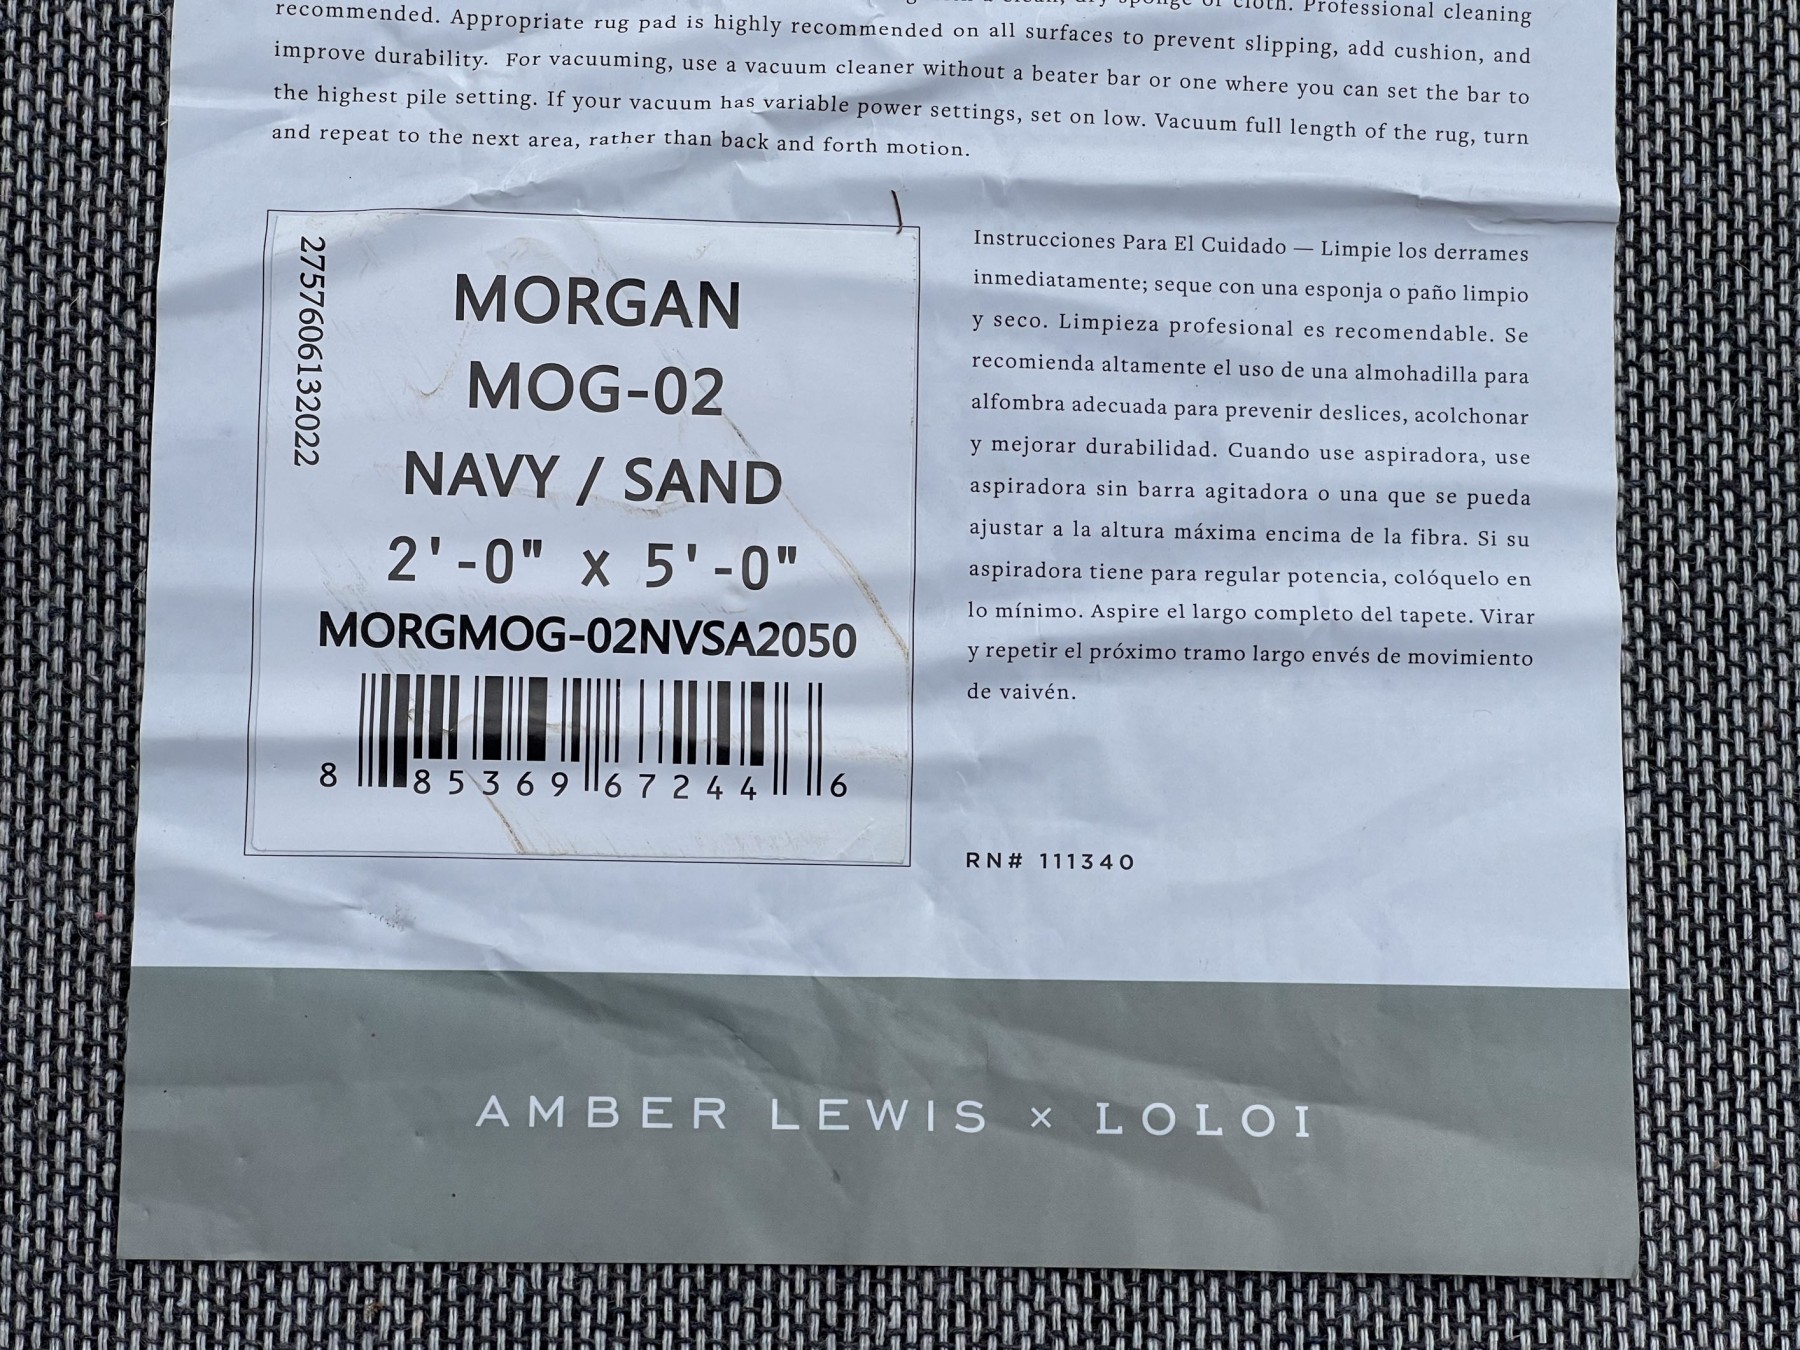 a clean, dry sponge or cloth. Professional cleaning
recommended. Appropriate rug pad is highly recommended on all surfaces to prevent slipping, add cushion, and
improve durability. For vacuuming, use a vacuum cleaner without a beater bar or one where you can set the bar to
the highest pile setting. If your vacuum has variable power settings, set on low. Vacuum full length of the rug, turn
and repeat to the next area, rather than back and forth motion.
2757606132022
MORGAN
MOG-02
NAVY / SAND
2'-0" x 5'-0"
MORGMOG-02NVSA2050
8 85369 67244 6
Instrucciones Para El Cuidado — Limpie los derrames
inmediatamente; seque con una esponja o paño limpio
y seco. Limpieza profesional es recomendable. Se
recomienda altamente el uso de una almohadilla para
alfombra adecuada para prevenir deslices, acolchonar
y mejorar durabilidad. Cuando use aspiradora, use
aspiradora sin barra agitadora o una que se pueda
ajustar a la altura máxima encima de la fibra. Si su
aspiradora tiene para regular potencia, colóquelo en
lo mínimo. Aspire el largo completo del tapete. Virar
y repetir el próximo tramo largo envés de movimiento
de vaivén.
RN# 111340
AMBER LEWIS × LOLOI